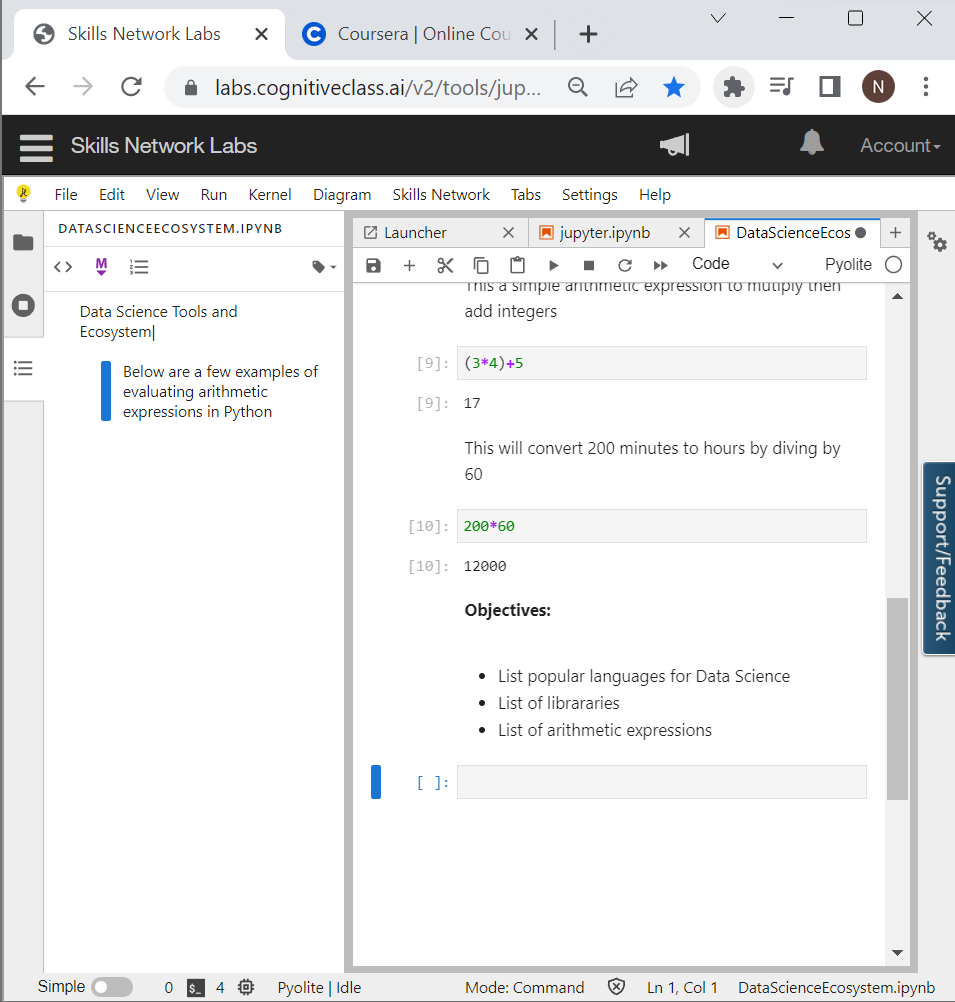 Skills Network Labs
Coursera | Online Cou
labs.cognitiveclass.ai/v2/tools/jup...
N
Skills Network Labs
Account
File Edit View Run Kernel Diagram Skills Network Tabs Settings Help
DATASCIENCEECOSYSTEM.IPYNB
Launcher
jupyter.ipynb
DataScienceEcos
M
Code
Pyolite
Data Science Tools and
Ecosystem|
Below are a few examples of
evaluating arithmetic
expressions in Python
This a simple arithmetic expression to mutiply then
add integers
[9]: (3*4)+5
[9]: 17
This will convert 200 minutes to hours by diving by
60
[10]: 200*60
[10]: 12000
Objectives:
• List popular languages for Data Science
• List of librararies
• List of arithmetic expressions
[ ]:
Support/Feedback
Simple 0 $_ 4 Pyolite | Idle Mode: Command Ln 1, Col 1 DataScienceEcosystem.ipynb